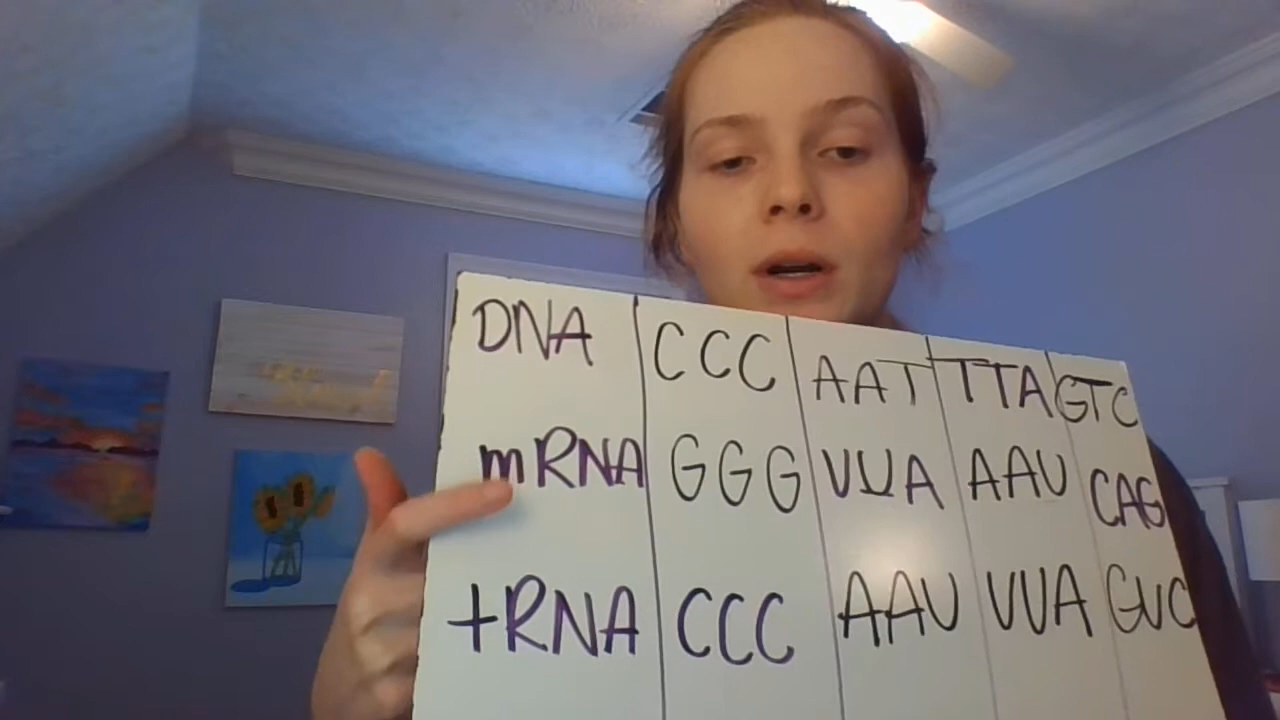 DNA CCC AAT TTA GTC
mRNA GGG UUA AAU CAG
tRNA CCC AAU UUA GUC